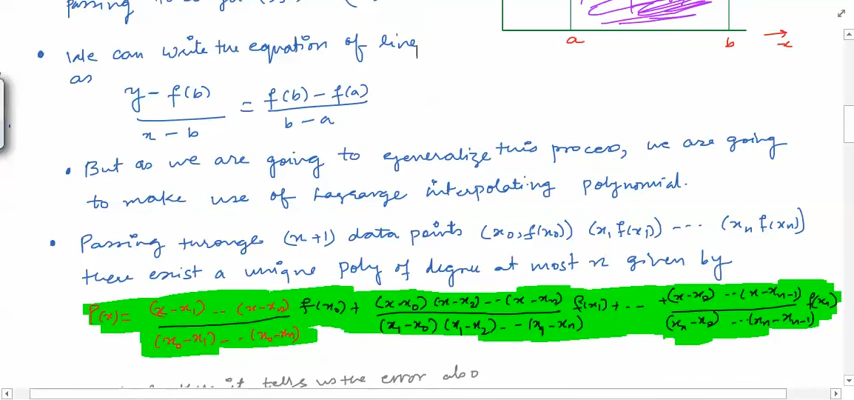 passing
a b → x
• We can write the equation of line
as
y - f(b) / x - b = f(b) - f(a) / b - a
• But as we are going to generalize this process, we are going
to make use of Lagrange interpolating polynomial.
• Passing through (n+1) data points (x0, f(x0)) (x1 f(x1)) --- (xn f(xn))
there exist a unique poly of degree at most n given by
P(x) = (x-x1) -- (x-xn) / (x0-x1) -- (x0-xn) f(x0) + (x-x0) (x-x2) -- (x-xn) / (x1-x0) (x1-x2) -- (x1-xn) f(x1) + -- + (x-x0) -- (x-xn-1) / (xn-x0) -- (xn-xn-1) f(xn)
it tells us the error also